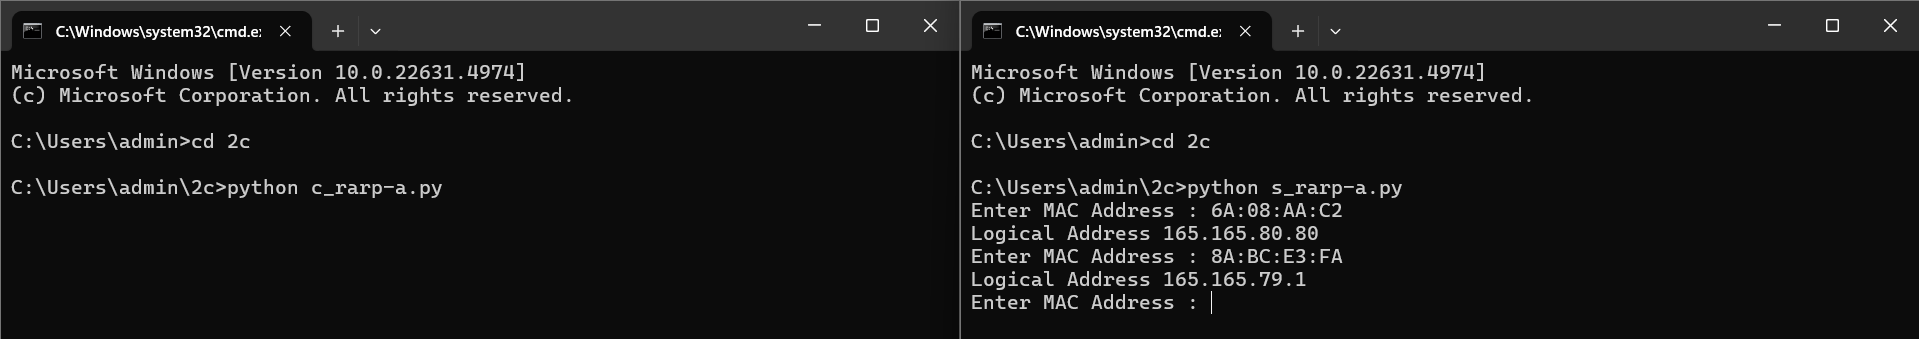 C:\Windows\system32\cmd.e
Microsoft Windows [Version 10.0.22631.4974]
(c) Microsoft Corporation. All rights reserved.
C:\Users\admin>cd 2c
C:\Users\admin\2c>python c_rarp-a.py
C:\Windows\system32\cmd.e
Microsoft Windows [Version 10.0.22631.4974]
(c) Microsoft Corporation. All rights reserved.
C:\Users\admin>cd 2c
C:\Users\admin\2c>python s_rarp-a.py
Enter MAC Address : 6A:08:AA:C2
Logical Address 165.165.80.80
Enter MAC Address : 8A:BC:E3:FA
Logical Address 165.165.79.1
Enter MAC Address :